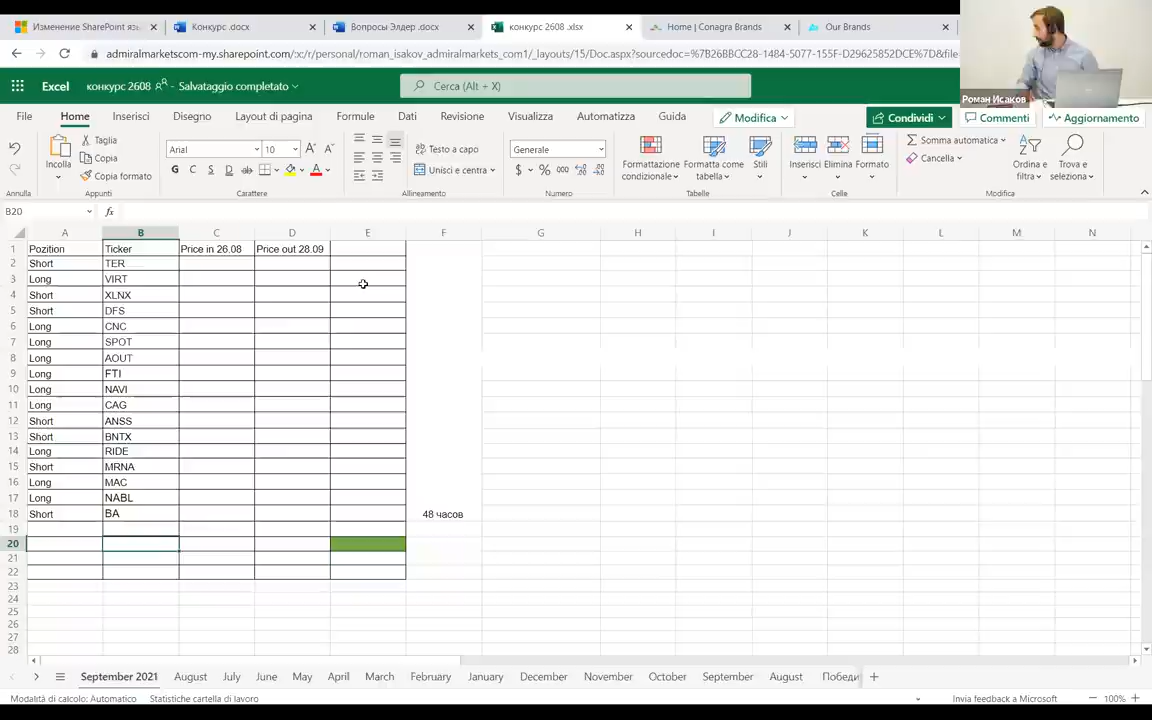 Изменение SharePoint язы
Конкурс .docx
Вопросы Элдер .docx
конкурс 2608 .xlsx
Home | Conagra Brands
Our Brands
admiralmarketscom-my.sharepoint.com/:x:/r/personal/roman_isakov_admiralmarkets_com1/_layouts/15/Doc.aspx?sourcedoc=%7B26BBCC28-1484-5077-155F-D29625852DCE%7D&file=
Excel
конкурс 2608
- Salvataggio completato
Cerca (Alt + X)
Роман Исаков
File
Home
Inserisci
Disegno
Layout di pagina
Formule
Dati
Revisione
Visualizza
Automatizza
Guida
Modifica
Condividi
Commenti
Aggiornamento
Incolla
Taglia
Copia
Copia formato
Arial
10
G C S D ab
Testo a capo
Unisci e centra
Generale
$ % 000
Formattazione condizionale
Formatta come tabella
Stili
Inserisci
Elimina
Formato
Somma automatica
Cancella
Ordina e filtra
Trova e seleziona
Annulla
Appunti
Carattere
Allineamento
Numero
Tabelle
Celle
Modifica
B20
fx
A B C D E F G H I J K L M N
1 Pozition Ticker Price in 26.08 Price out 28.09
2 Short TER
3 Long VIRT
4 Short XLNX
5 Short DFS
6 Long CNC
7 Long SPOT
8 Long AOUT
9 Long FTI
10 Long NAVI
11 Long CAG
12 Short ANSS
13 Short BNTX
14 Long RIDE
15 Short MRNA
16 Long MAC
17 Long NABL
18 Short BA 48 часов
19
20
21
22
23
24
25
26
27
28
September 2021
August
July
June
May
April
March
February
January
December
November
October
September
August
Победи
Modalità di calcolo: Automatico
Statistiche cartella di lavoro
Invia feedback a Microsoft
100%